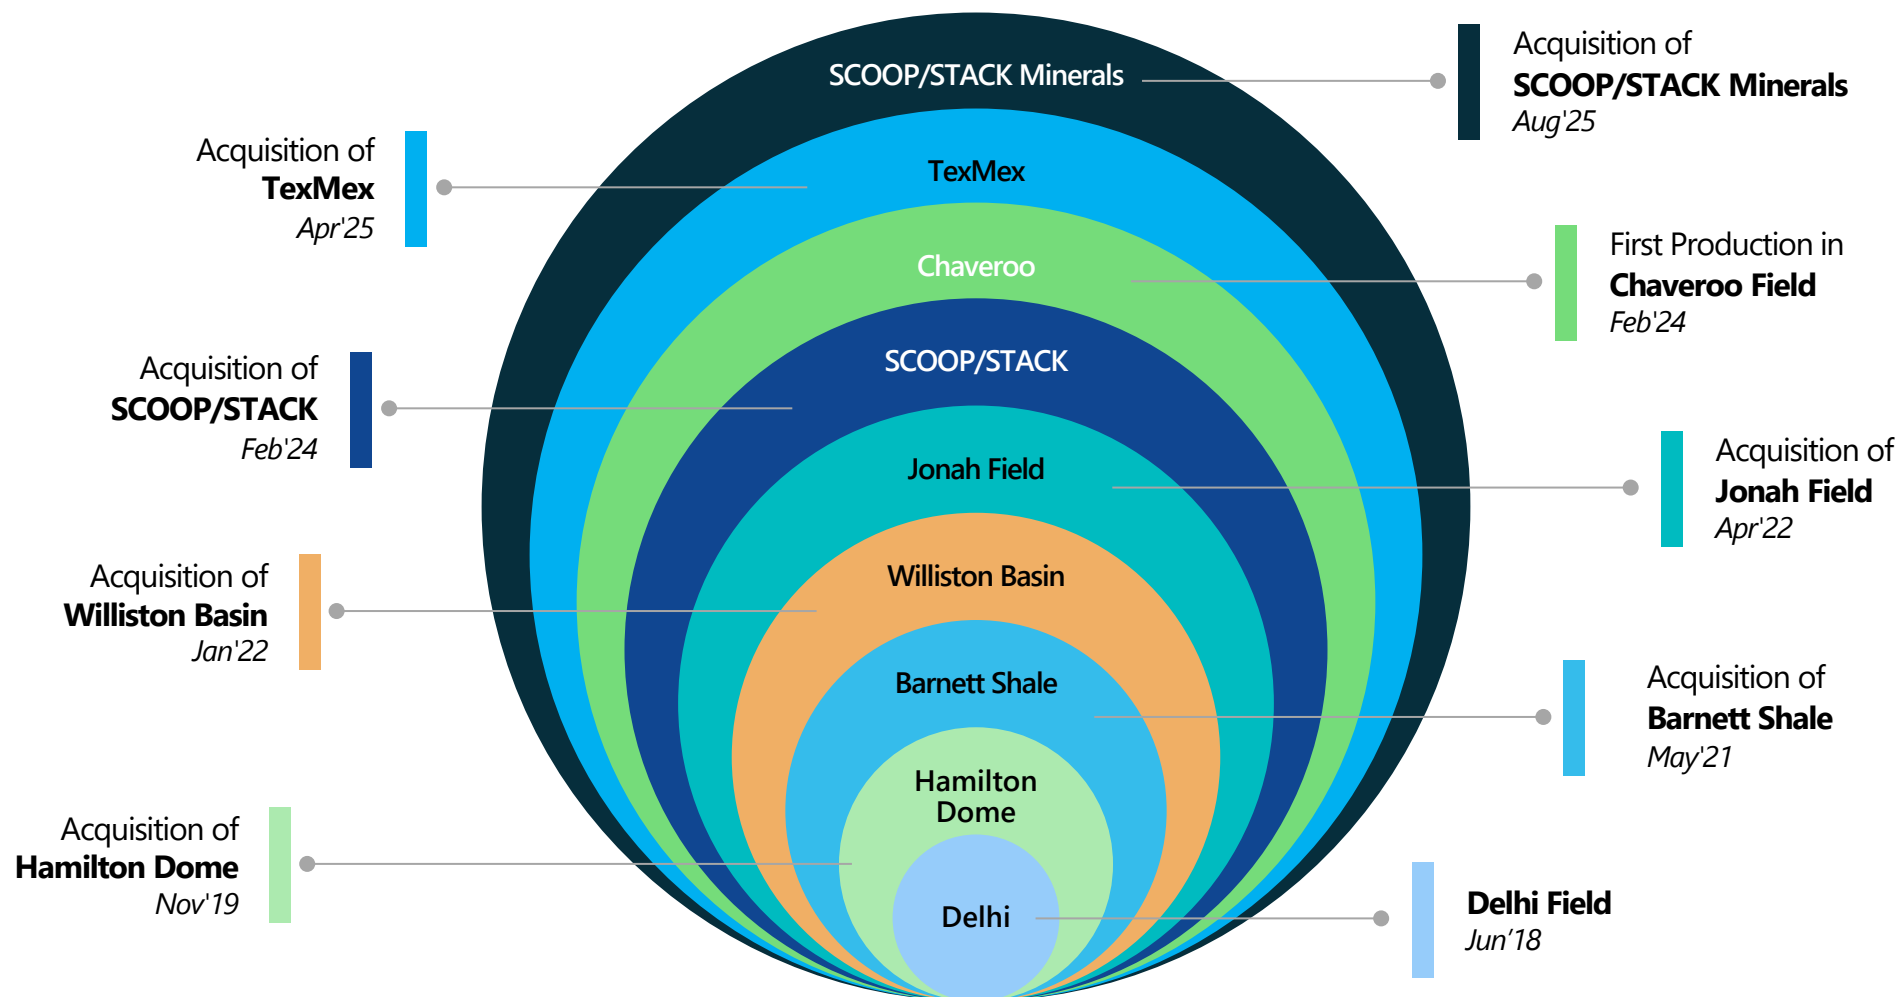 SCOOP/STACK Minerals
TexMex
Chaveroo
SCOOP/STACK
Jonah Field
Williston Basin
Barnett Shale
Hamilton
Dome
Delhi
Acquisition of
TexMex
Apr'25
Acquisition of
SCOOP/STACK
Feb'24
Acquisition of
Williston Basin
Jan'22
Acquisition of
Hamilton Dome
Nov'19
Acquisition of
SCOOP/STACK Minerals
Aug'25
First Production in
Chaveroo Field
Feb'24
Acquisition of
Jonah Field
Apr'22
Acquisition of
Barnett Shale
May'21
Delhi Field
Jun’18